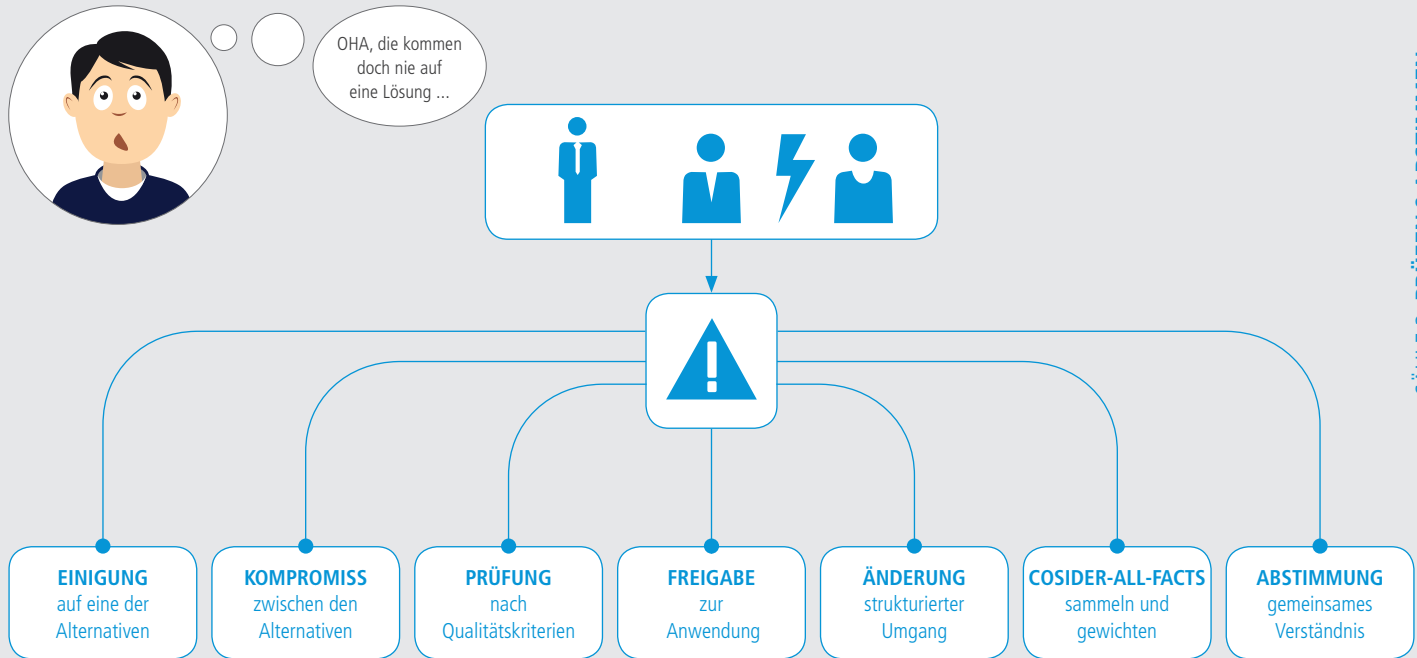 OHA, die kommen
doch nie auf
eine Lösung ...
EINIGUNG
auf eine der
Alternativen
KOMPROMISS
zwischen den
Alternativen
PRÜFUNG
nach
Qualitätskriterien
FREIGABE
zur
Anwendung
ÄNDERUNG
strukturierter
Umgang
COSIDER-ALL-FACTS
sammeln und
gewichten
ABSTIMMUNG
gemeinsames
Verständnis